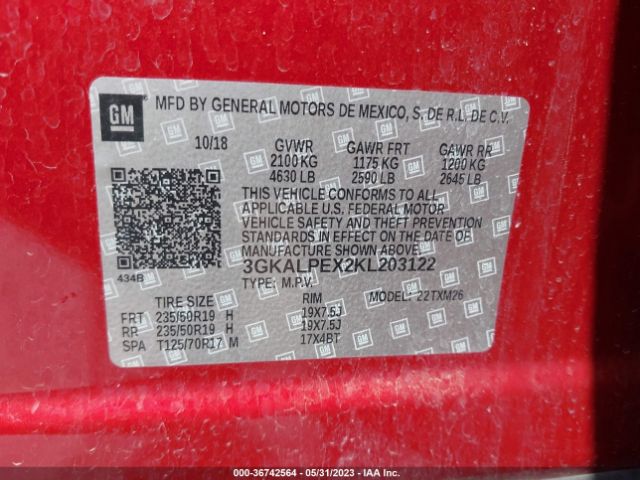 GM MFD BY GENERAL MOTORS DE MEXICO, S. DE R.L. DE C.V.
10/18 GVWR GAWR FRT GAWR RR
2100 KG 1175 KG 1200 KG
4630 LB 2590 LB 2645 LB
THIS VEHICLE CONFORMS TO ALL
APPLICABLE U.S. FEDERAL MOTOR
VEHICLE SAFETY AND THEFT PREVENTION
STANDARDS IN EFFECT ON THE DATE OF
MANUFACTURE SHOWN ABOVE.
3GKALPEX2KL203122
434B TYPE: M.P.V.
TIRE SIZE RIM MODEL: 22TXM26
FRT 235/50R19 H 19X7.5J
RR 235/50R19 H 19X7.5J
SPA T125/70R17 M 17X4BT
000-36742564 - 05/31/2023 - IAA Inc.